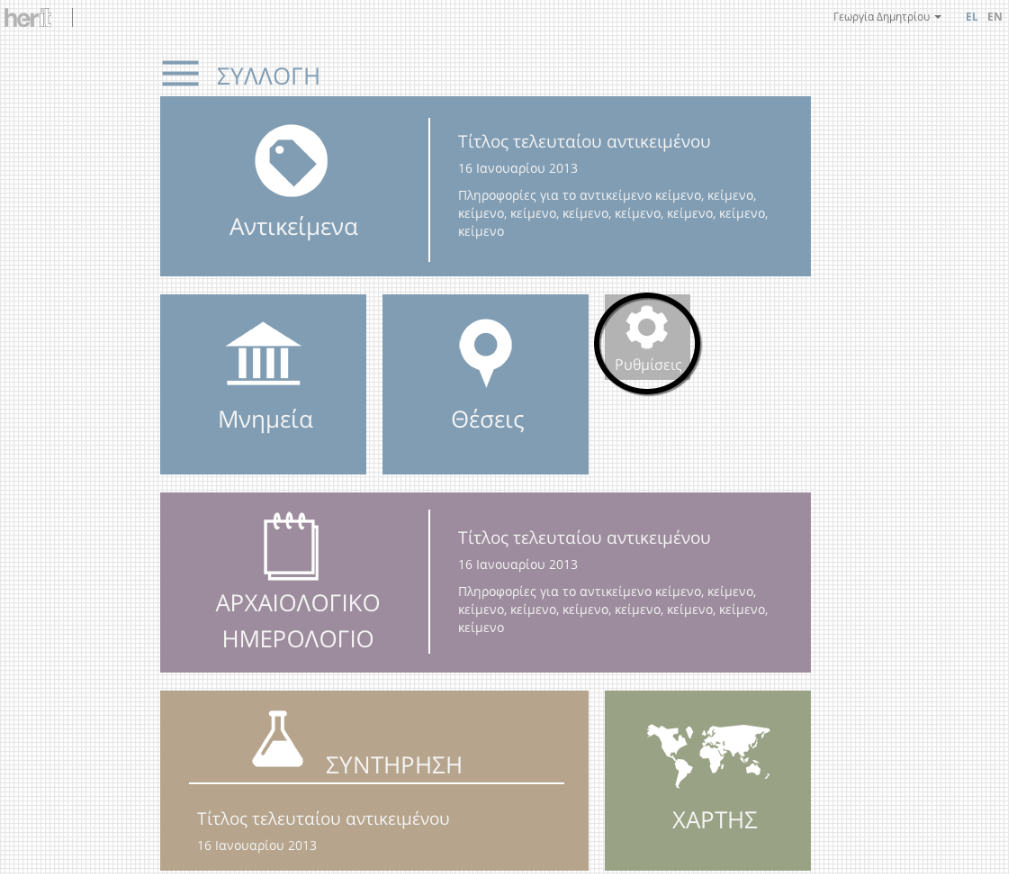 herit
Γεωργία Δημητρίου
EL EN
ΣΥΛΛΟΓΗ
Αντικείμενα
Τίτλος τελευταίου αντικειμένου
16 Ιανουαρίου 2013
Πληροφορίες για το αντικείμενο κείμενο, κείμενο,
κείμενο, κείμενο, κείμενο, κείμενο, κείμενο, κείμενο,
κείμενο
Μνημεία
Θέσεις
Ρυθμίσεις
ΑΡΧΑΙΟΛΟΓΙΚΟ
ΗΜΕΡΟΛΟΓΙΟ
Τίτλος τελευταίου αντικειμένου
16 Ιανουαρίου 2013
Πληροφορίες για το αντικείμενο κείμενο, κείμενο,
κείμενο, κείμενο, κείμενο, κείμενο, κείμενο, κείμενο,
κείμενο
ΣΥΝΤΗΡΗΣΗ
Τίτλος τελευταίου αντικειμένου
16 Ιανουαρίου 2013
ΧΑΡΤΗΣ